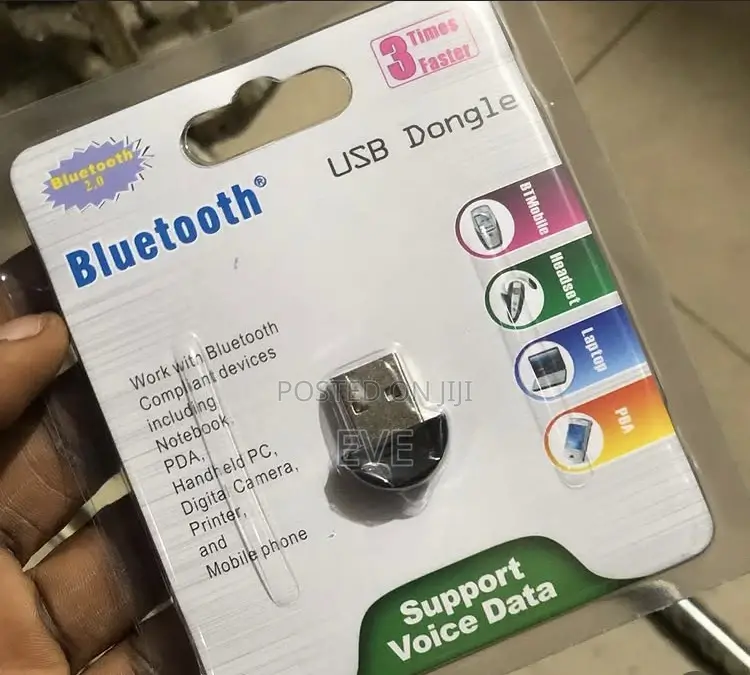 3 Times
Faster
USB Dongle
Bluetooth
2.0
Bluetooth®
BTMobile
Headset
Laptop
PDA
Work with Bluetooth
Compliant devices
including
Notebook,
PDA,
Handheld PC,
Digital Camera,
Printer,
and
Mobile phone
POSTED ON JIJI
EVE
Support
Voice Data